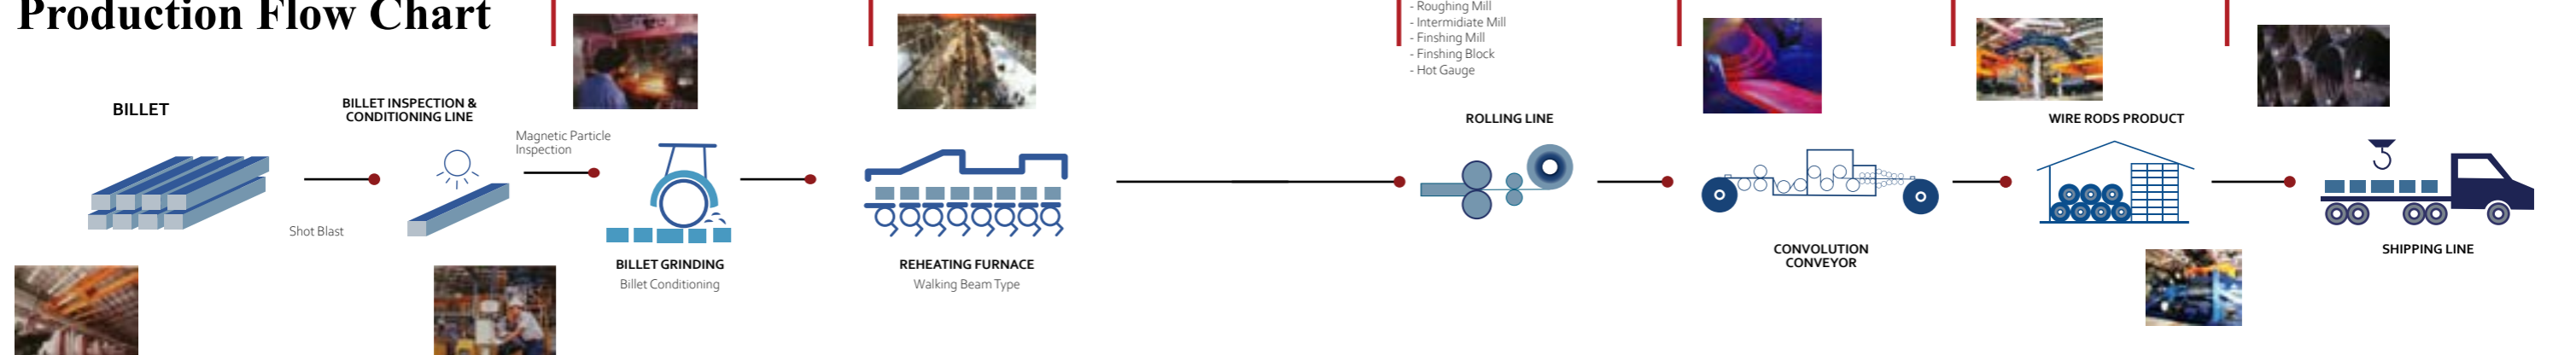 Production Flow Chart
- Roughing Mill
- Intermidiate Mill
- Finshing Mill
- Finshing Block
- Hot Gauge
BILLET
BILLET INSPECTION &
CONDITIONING LINE
Magnetic Particle
Inspection
Shot Blast
BILLET GRINDING
Billet Conditioning
REHEATING FURNACE
Walking Beam Type
ROLLING LINE
CONVOLUTION
CONVEYOR
WIRE RODS PRODUCT
SHIPPING LINE